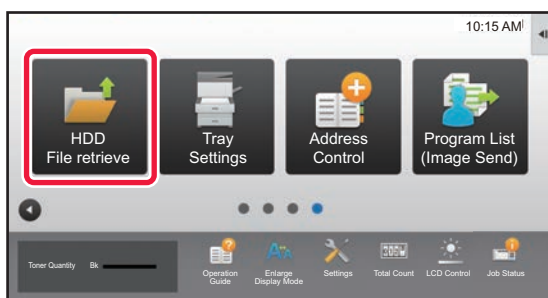 10:15 AM
HDD
File retrieve
Tray
Settings
Address
Control
Program List
(Image Send)
Toner Quantity Bk
Operation
Guide
Enlarge
Display Mode
Settings
Total Count
LCD Control
Job Status